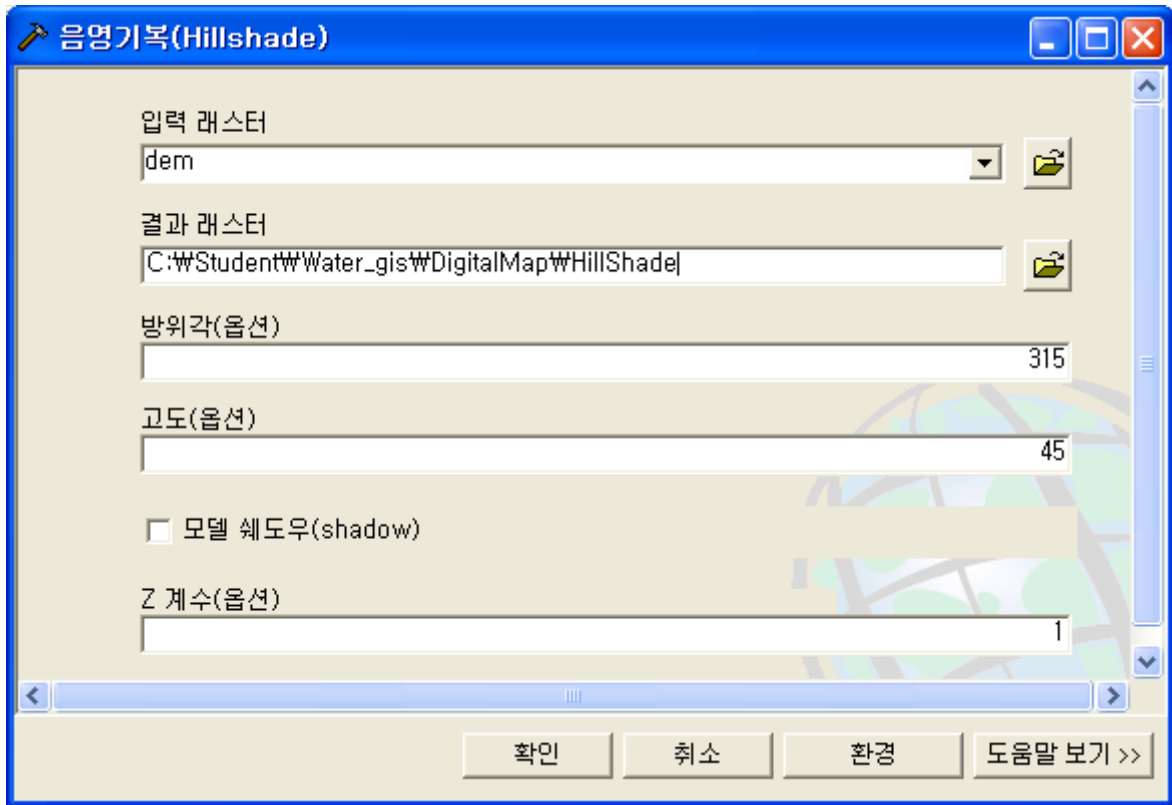 음영기복(Hillshade)
입력 래스터
dem
결과 래스터
C:₩Student₩Water_gis₩DigitalMap₩HillShade
방위각(옵션)
315
고도(옵션)
45
모델 쉐도우(shadow)
Z 계수(옵션)
1
확인 취소 환경 도움말 보기 >>